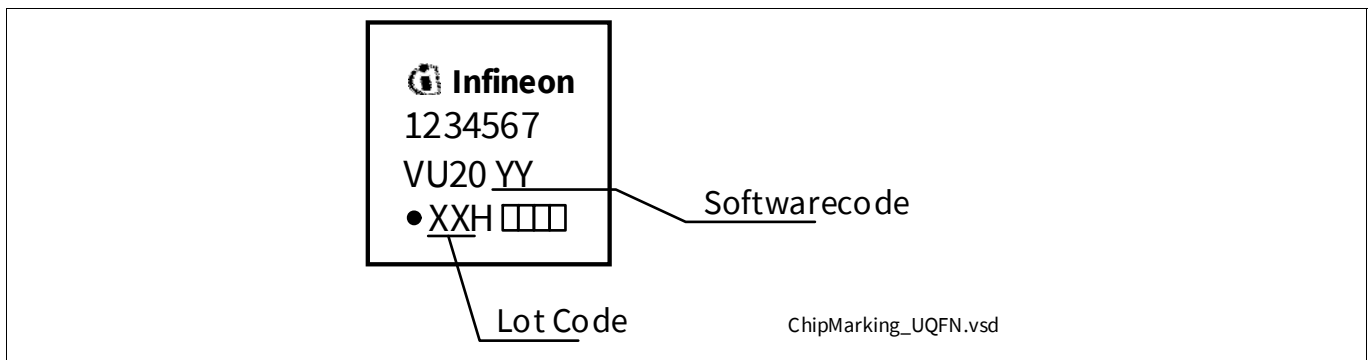 Infineon
1234567
VU20 YY
●XXH
Softwarecode
Lot Code
ChipMarking_UQFN.vsd